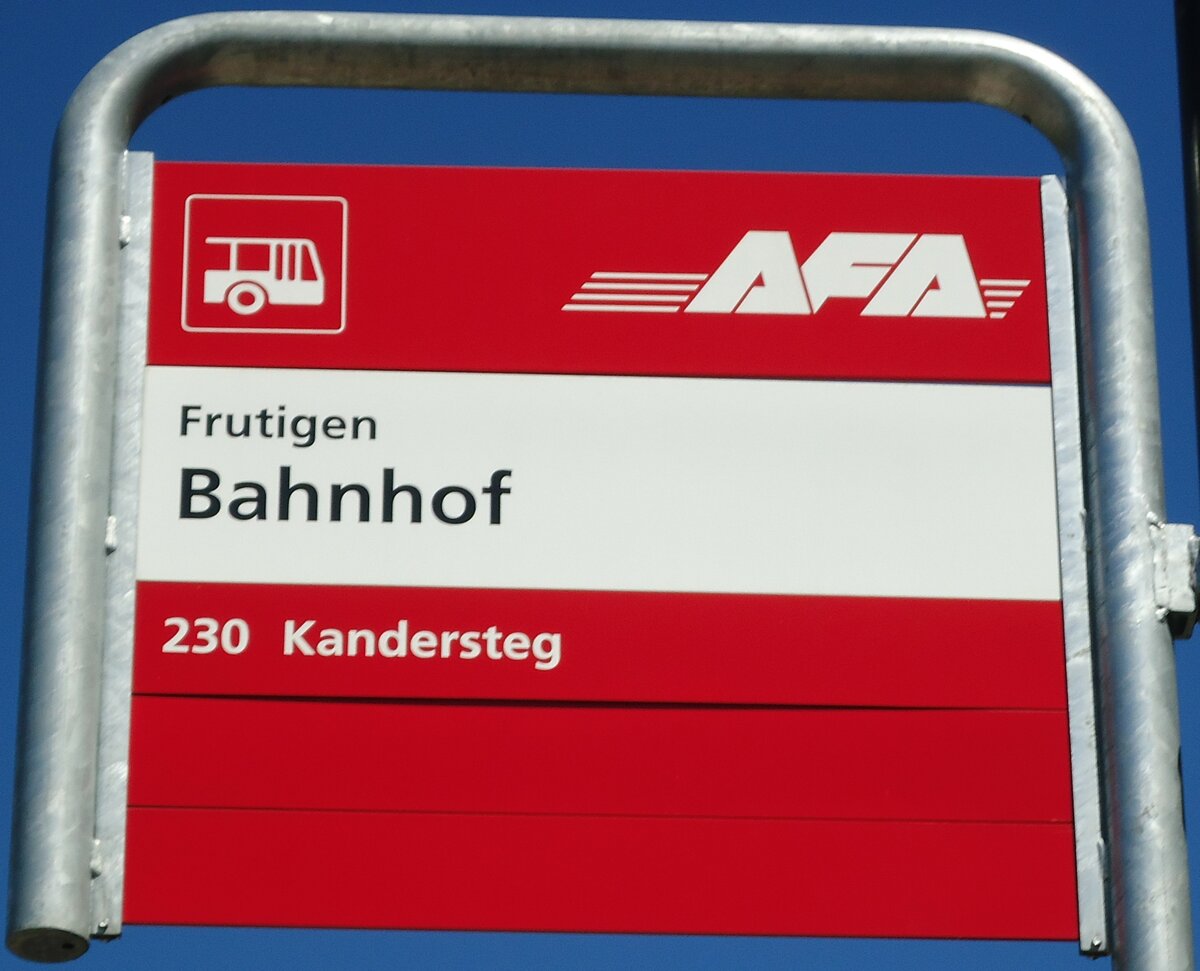 AFA
Frutigen
Bahnhof
230 Kandersteg